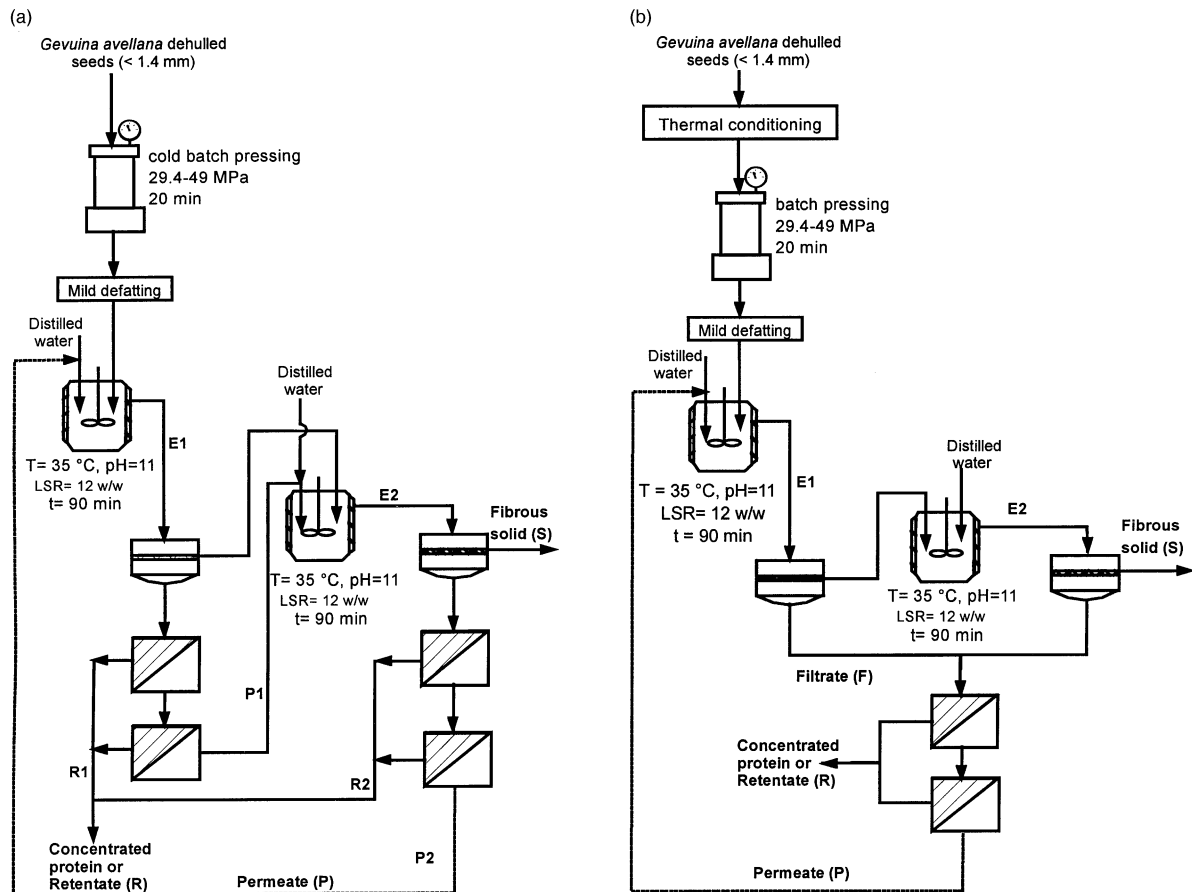 (a)
Gevuina avellana dehulled
seeds (< 1.4 mm)
cold batch pressing
29.4-49 MPa
20 min
Mild defatting
Distilled
water
T= 35 °C, pH=11
LSR= 12 w/w
t= 90 min
E1
Distilled
water
T= 35 °C, pH=11
LSR= 12 w/w
t= 90 min
E2
Fibrous
solid (S)
P1
R1
R2
Concentrated
protein or
Retentate (R)
P2
Permeate (P)
(b)
Gevuina avellana dehulled
seeds (< 1.4 mm)
Thermal conditioning
batch pressing
29.4-49 MPa
20 min
Mild defatting
Distilled
water
T = 35 °C, pH=11
LSR= 12 w/w
t = 90 min
E1
Distilled
water
T= 35 °C, pH=11
LSR= 12 w/w
t= 90 min
E2
Fibrous
solid (S)
Filtrate (F)
Concentrated
protein or
Retentate (R)
Permeate (P)